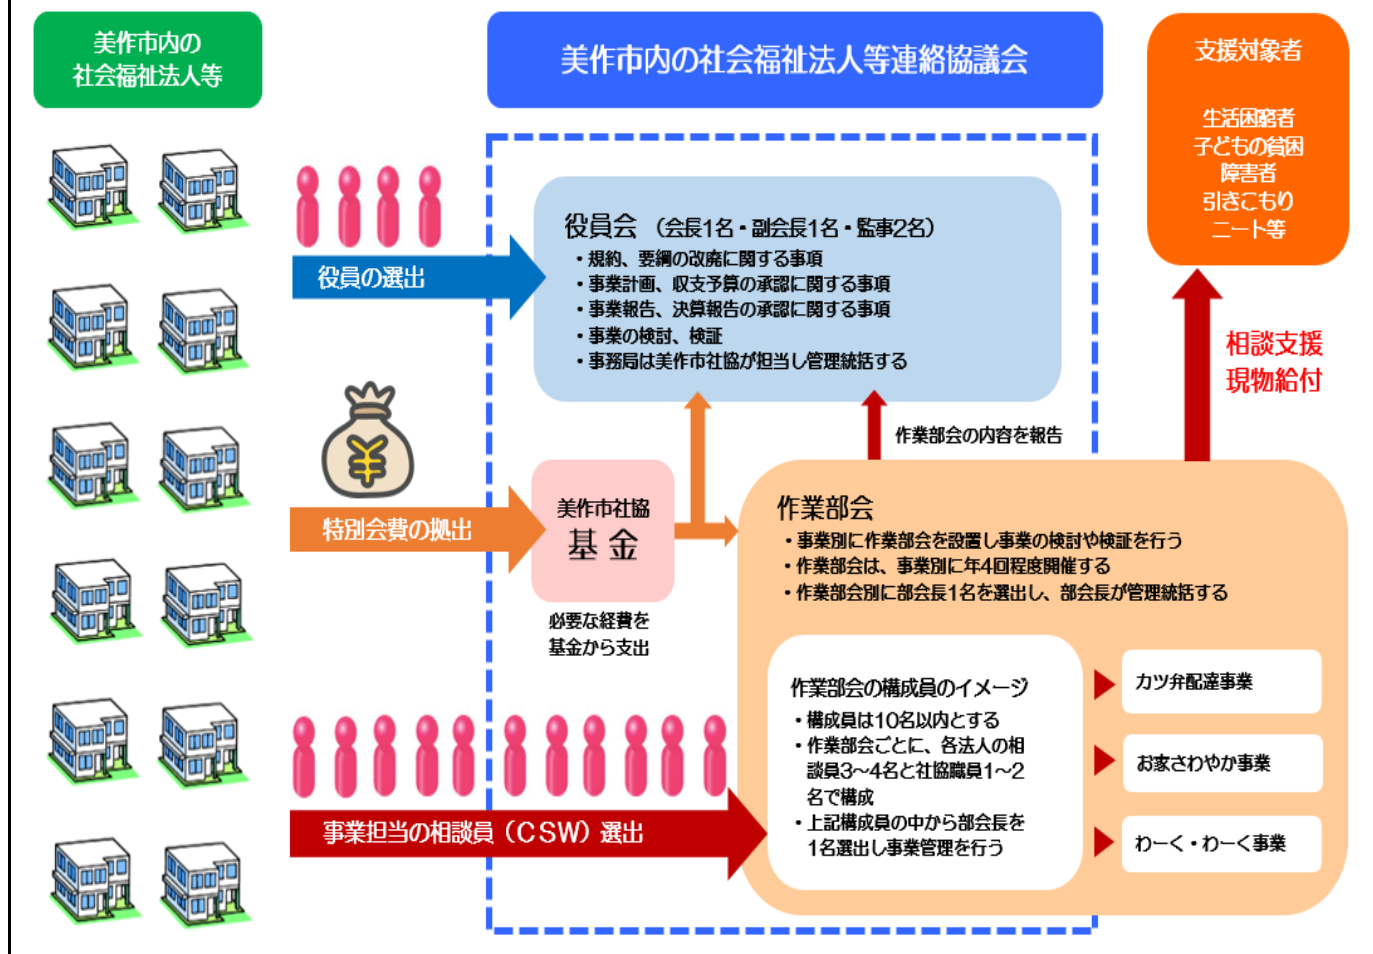 美作市内の
社会福祉法人等
美作市内の社会福祉法人等連絡協議会
支援対象者
生活困窮者
子どもの貧困
障害者
引きこもり
ニート等
役員の選出
役員会 （会長1名・副会長1名・監事2名）
・規約、要綱の改廃に関する事項
・事業計画、収支予算の承認に関する事項
・事業報告、決算報告の承認に関する事項
・事業の検討、検証
・事務局は美作市社協が担当し管理統括する
相談支援
現物給付
作業部会の内容を報告
特別会費の拠出
美作市社協
基金
必要な経費を
基金から支出
作業部会
・事業別に作業部会を設置し事業の検討や検証を行う
・作業部会は、事業別に年4回程度開催する
・作業部会別に部会長1名を選出し、部会長が管理統括する
事業担当の相談員（CSW）選出
作業部会の構成員のイメージ
・構成員は10名以内とする
・作業部会ごとに、各法人の相
談員3～4名と社協職員1～2
名で構成
・上記構成員の中から部会長を
1名選出し事業管理を行う
カツ弁配達事業
お家さわやか事業
わーく・わーく事業